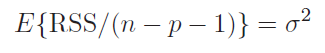 E{RSS/(n − p − 1)} = σ²